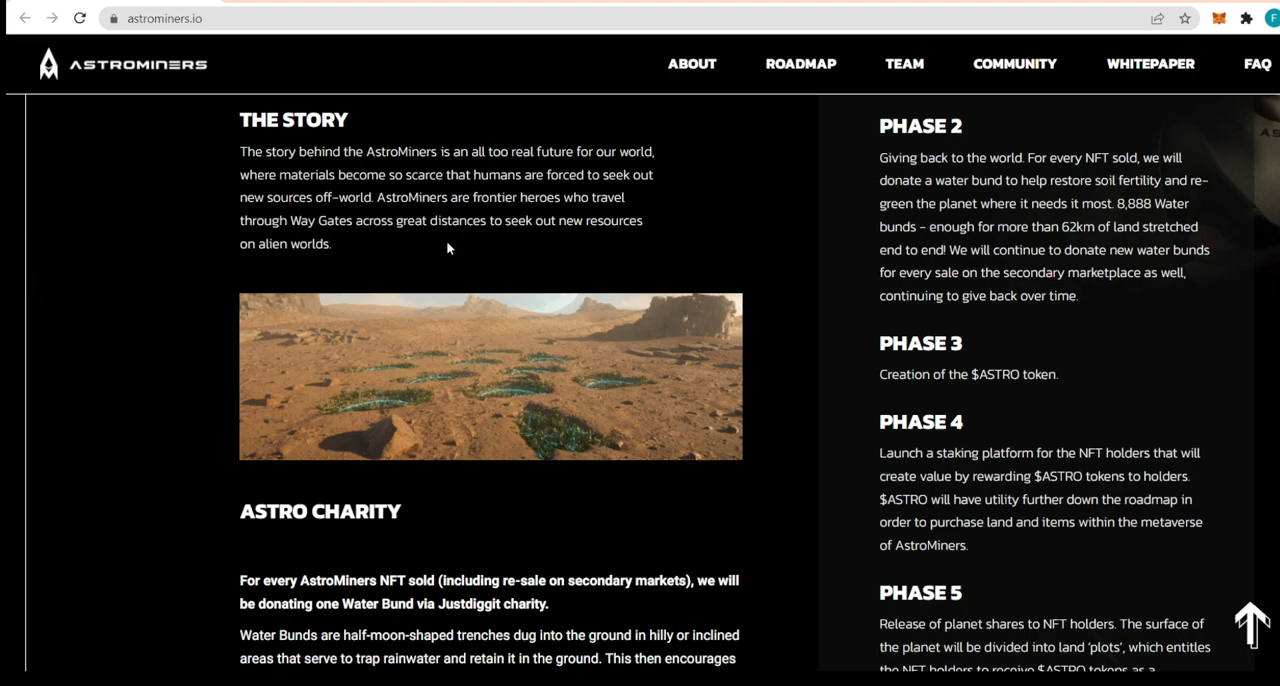 astrominers.io
F
ASTROMINERS
ABOUT
ROADMAP
TEAM
COMMUNITY
WHITEPAPER
FAQ
THE STORY
The story behind the AstroMiners is an all too real future for our world,
where materials become so scarce that humans are forced to seek out
new sources off-world. AstroMiners are frontier heroes who travel
through Way Gates across great distances to seek out new resources
on alien worlds.
ASTRO CHARITY
For every AstroMiners NFT sold (including re-sale on secondary markets), we will
be donating one Water Bund via Justdiggit charity.
Water Bunds are half-moon-shaped trenches dug into the ground in hilly or inclined
areas that serve to trap rainwater and retain it in the ground. This then encourages
PHASE 2
Giving back to the world. For every NFT sold, we will
donate a water bund to help restore soil fertility and re-
green the planet where it needs it most. 8,888 Water
bunds - enough for more than 62km of land stretched
end to end! We will continue to donate new water bunds
for every sale on the secondary marketplace as well,
continuing to give back over time.
PHASE 3
Creation of the $ASTRO token.
PHASE 4
Launch a staking platform for the NFT holders that will
create value by rewarding $ASTRO tokens to holders.
$ASTRO will have utility further down the roadmap in
order to purchase land and items within the metaverse
of AstroMiners.
PHASE 5
Release of planet shares to NFT holders. The surface of
the planet will be divided into land 'plots', which entitles
the NFT holders to receive $ASTRO tokens as a
AS